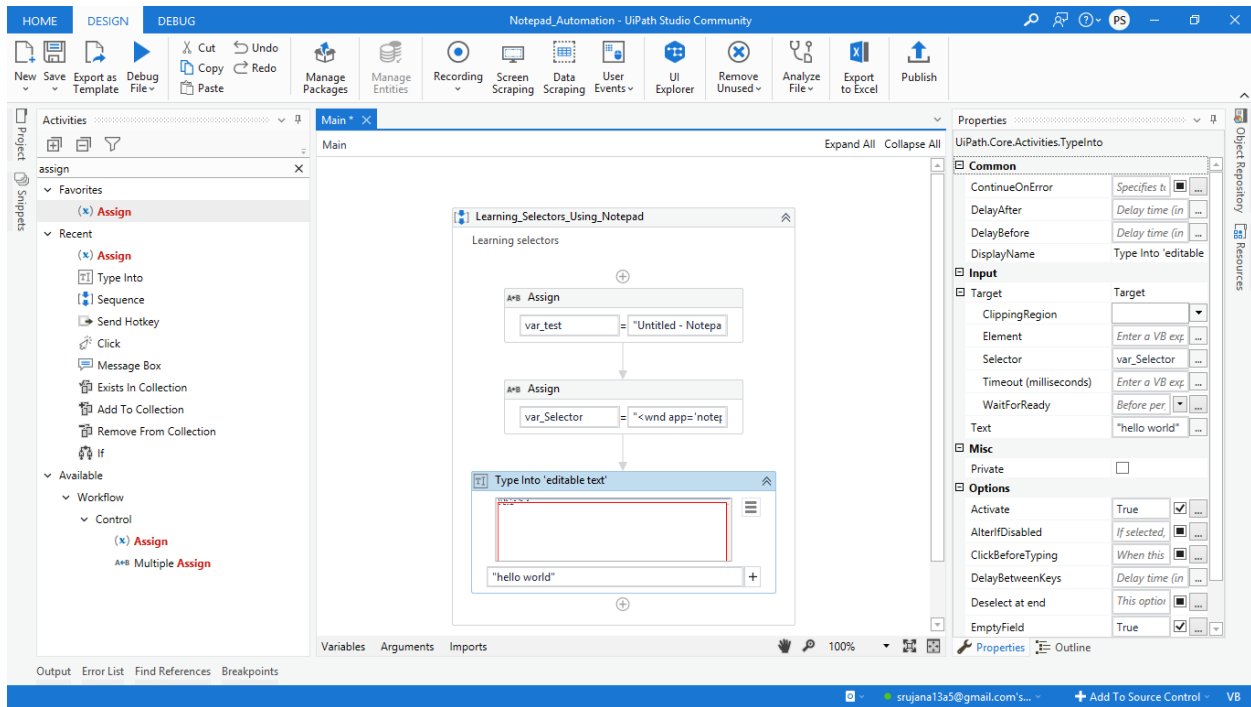 HOME DESIGN DEBUG Notepad_Automation - UiPath Studio Community PS
New Save Export as Template Debug File Cut Copy Paste Undo Redo Manage Packages Manage Entities Recording Screen Scraping Data Scraping User Events UI Explorer Remove Unused Analyze File Export to Excel Publish
Project
Snippets
Activities
assign
Favorites
(x) Assign
Recent
(x) Assign
Type Into
Sequence
Send Hotkey
Click
Message Box
Exists In Collection
Add To Collection
Remove From Collection
If
Available
Workflow
Control
(x) Assign
A+B Multiple Assign
Main *
Main Expand All Collapse All
Learning_Selectors_Using_Notepad
Learning selectors
A+B Assign
var_test = "Untitled - Notepa
A+B Assign
var_Selector = "<wnd app='notep
Type Into 'editable text'
"hello world"
Variables Arguments Imports 100%
Properties
UiPath.Core.Activities.TypeInto
Common
ContinueOnError Specifies t ...
DelayAfter Delay time (in ...
DelayBefore Delay time (in ...
DisplayName Type Into 'editable
Input
Target Target
ClippingRegion
Element Enter a VB exp ...
Selector var_Selector ...
Timeout (milliseconds) Enter a VB exp ...
WaitForReady Before per ...
Text "hello world" ...
Misc
Private
Options
Activate True ...
AlterIfDisabled If selected, ...
ClickBeforeTyping When this ...
DelayBetweenKeys Delay time (in ...
Deselect at end This option ...
EmptyField True ...
Properties Outline
Object Repository
Resources
Output Error List Find References Breakpoints
srujana13a5@gmail.com's... Add To Source Control VB